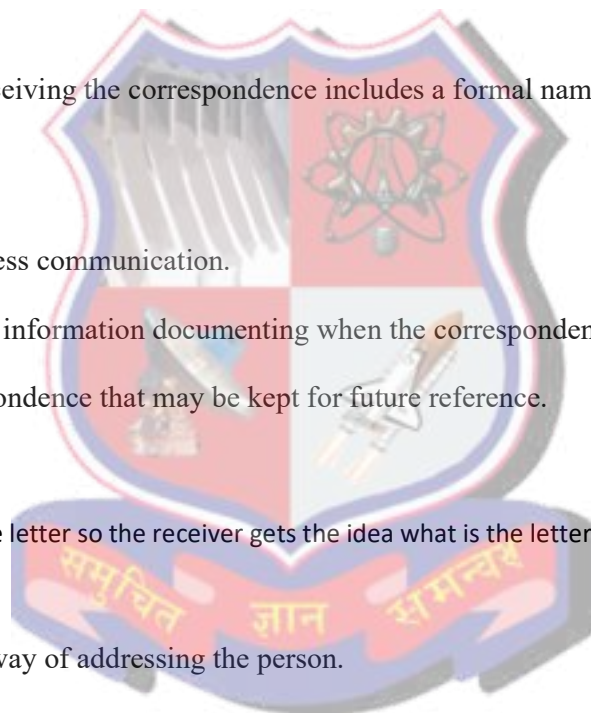 eiving the correspondence includes a formal nam
ess communication.
information documenting when the corresponden
ondence that may be kept for future reference.
e letter so the receiver gets the idea what is the letter
समुचित ज्ञान समन्वय
way of addressing the person.